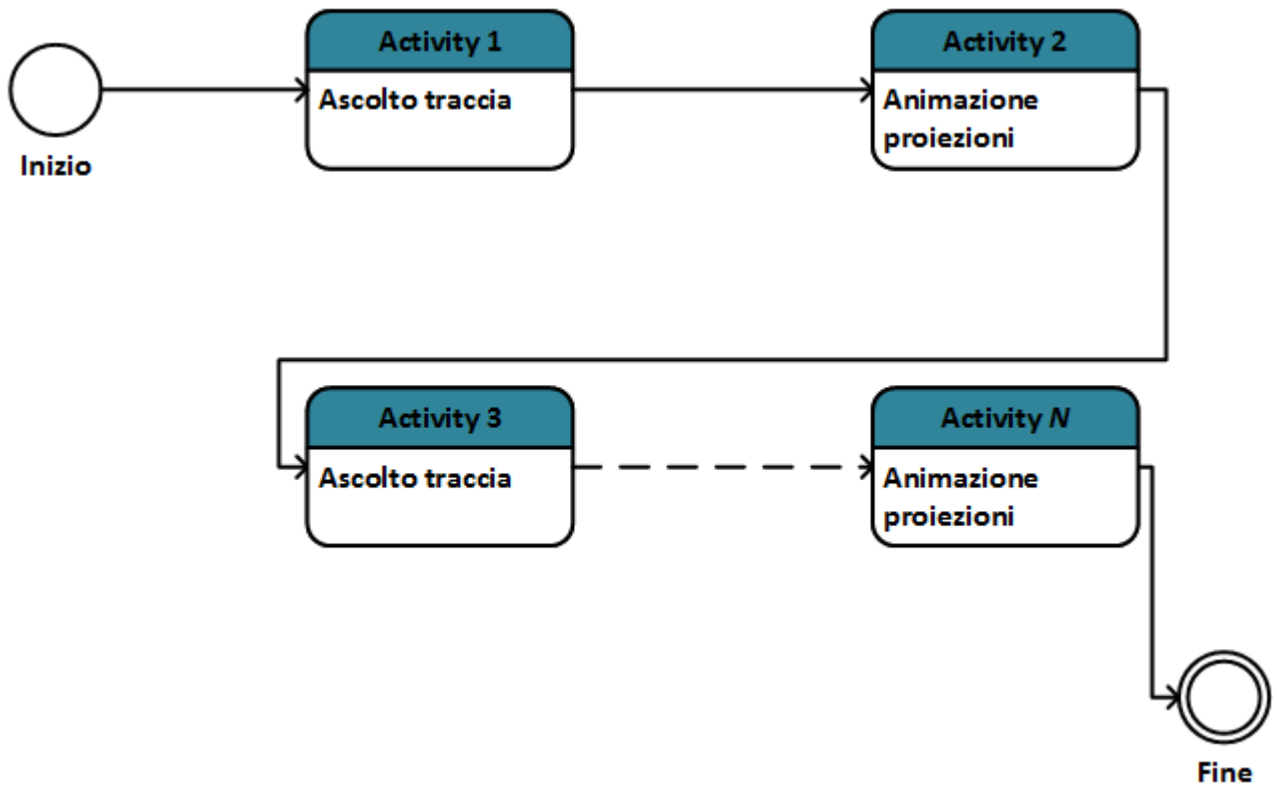 Activity 1
Activity 2
Ascolto traccia
Animazione
proiezioni
Inizio
Activity 3
Activity N
Ascolto traccia
Animazione
proiezioni
Fine